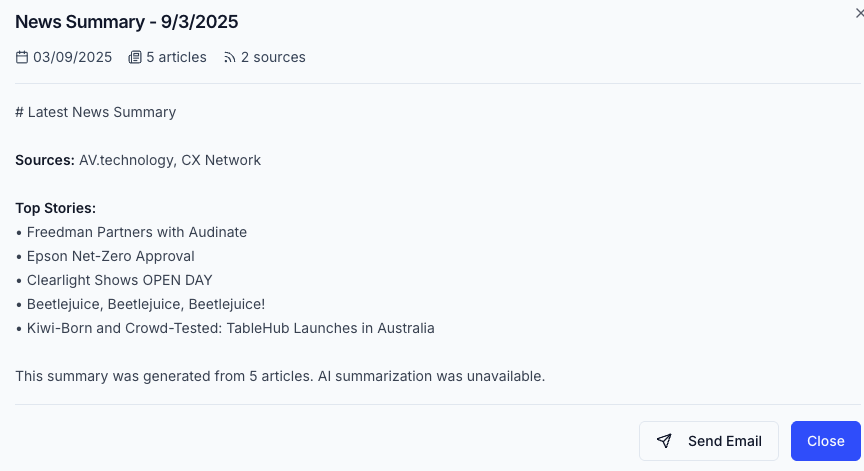 News Summary - 9/3/2025
03/09/2025 5 articles 2 sources
# Latest News Summary
Sources: AV.technology, CX Network
Top Stories:
• Freedman Partners with Audinate
• Epson Net-Zero Approval
• Clearlight Shows OPEN DAY
• Beetlejuice, Beetlejuice, Beetlejuice!
• Kiwi-Born and Crowd-Tested: TableHub Launches in Australia
This summary was generated from 5 articles. AI summarization was unavailable.
Send Email Close